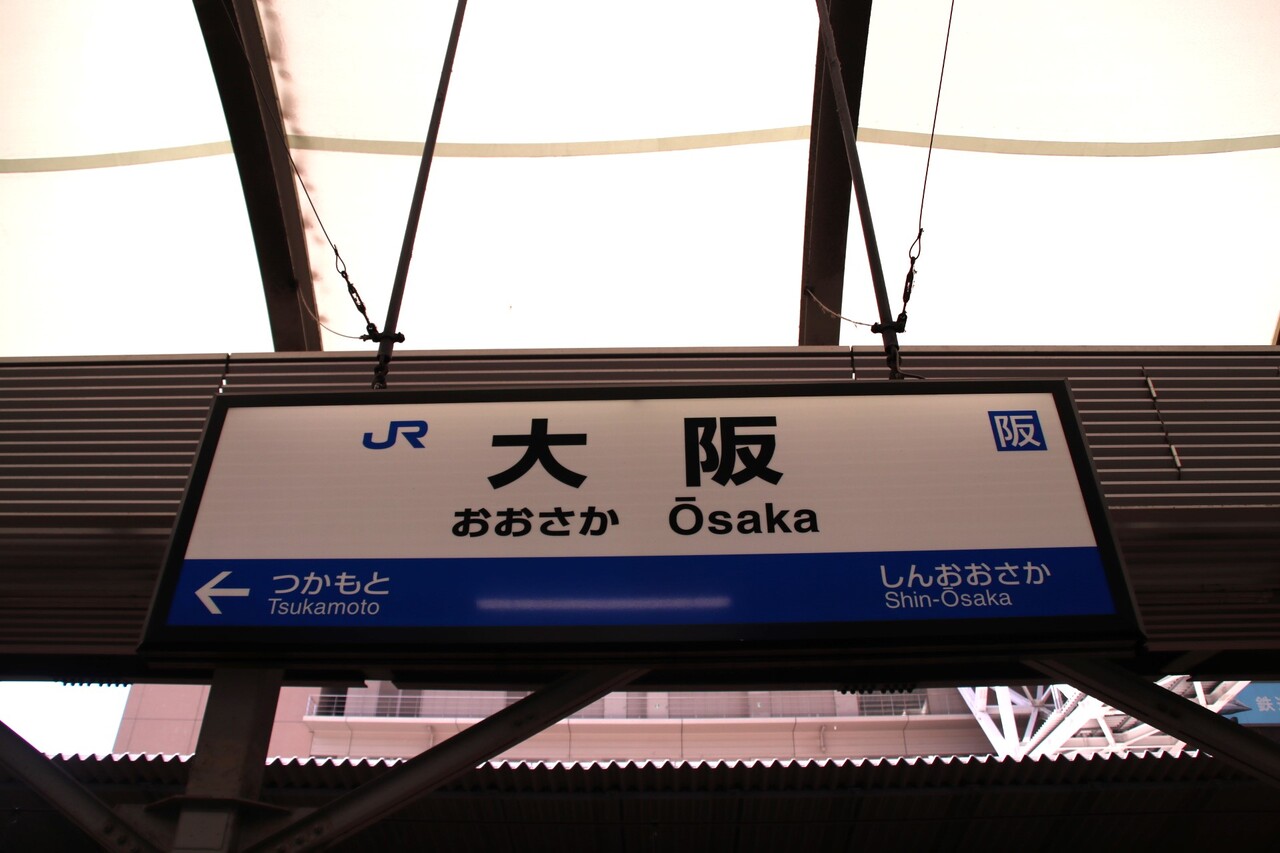 JR 大阪 阪
おおさか Ōsaka
← つかもと しんおおさか
Tsukamoto Shin-Ōsaka
鉄